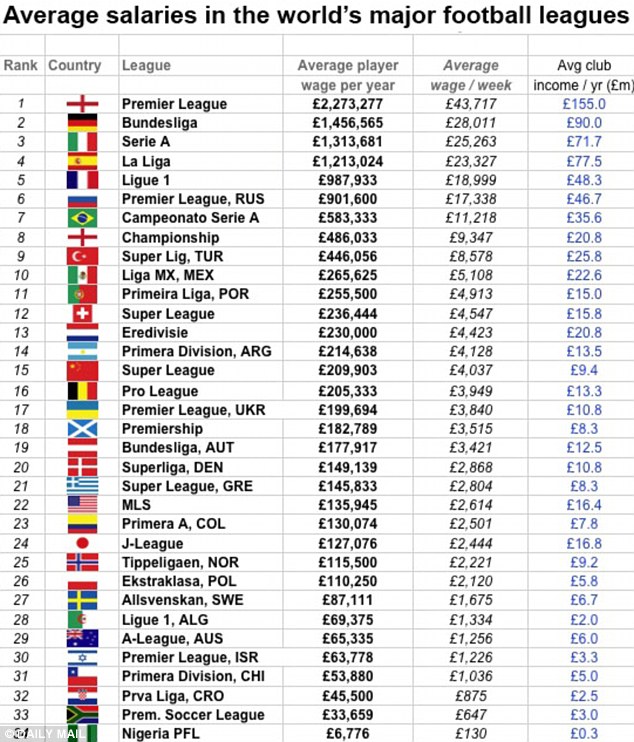 Average salaries in the world's major football leagues
Rank Country League Average player Average Avg club
wage per year wage / week income / yr (£m)
1 Premier League £2,273,277 £43,717 £155.0
2 Bundesliga £1,456,565 £28,011 £90.0
3 Serie A £1,313,681 £25,263 £71.7
4 La Liga £1,213,024 £23,327 £77.5
5 Ligue 1 £987,933 £18,999 £48.3
6 Premier League, RUS £901,600 £17,338 £46.7
7 Campeonato Serie A £583,333 £11,218 £35.6
8 Championship £486,033 £9,347 £20.8
9 Super Lig, TUR £446,056 £8,578 £25.8
10 Liga MX, MEX £265,625 £5,108 £22.6
11 Primeira Liga, POR £255,500 £4,913 £15.0
12 Super League £236,444 £4,547 £15.8
13 Eredivisie £230,000 £4,423 £20.8
14 Primera Division, ARG £214,638 £4,128 £13.5
15 Super League £209,903 £4,037 £9.4
16 Pro League £205,333 £3,949 £13.3
17 Premier League, UKR £199,694 £3,840 £10.8
18 Premiership £182,789 £3,515 £8.3
19 Bundesliga, AUT £177,917 £3,421 £12.5
20 Superliga, DEN £149,139 £2,868 £10.8
21 Super League, GRE £145,833 £2,804 £8.3
22 MLS £135,945 £2,614 £16.4
23 Primera A, COL £130,074 £2,501 £7.8
24 J-League £127,076 £2,444 £16.8
25 Tippeligaen, NOR £115,500 £2,221 £9.2
26 Ekstraklasa, POL £110,250 £2,120 £5.8
27 Allsvenskan, SWE £87,111 £1,675 £6.7
28 Ligue 1, ALG £69,375 £1,334 £2.0
29 A-League, AUS £65,335 £1,256 £6.0
30 Premier League, ISR £63,778 £1,226 £3.3
31 Primera Division, CHI £53,880 £1,036 £5.0
32 Prva Liga, CRO £45,500 £875 £2.5
33 Prem. Soccer League £33,659 £647 £3.0
Nigeria PFL £6,776 £130 £0.3
©DAILY MAIL